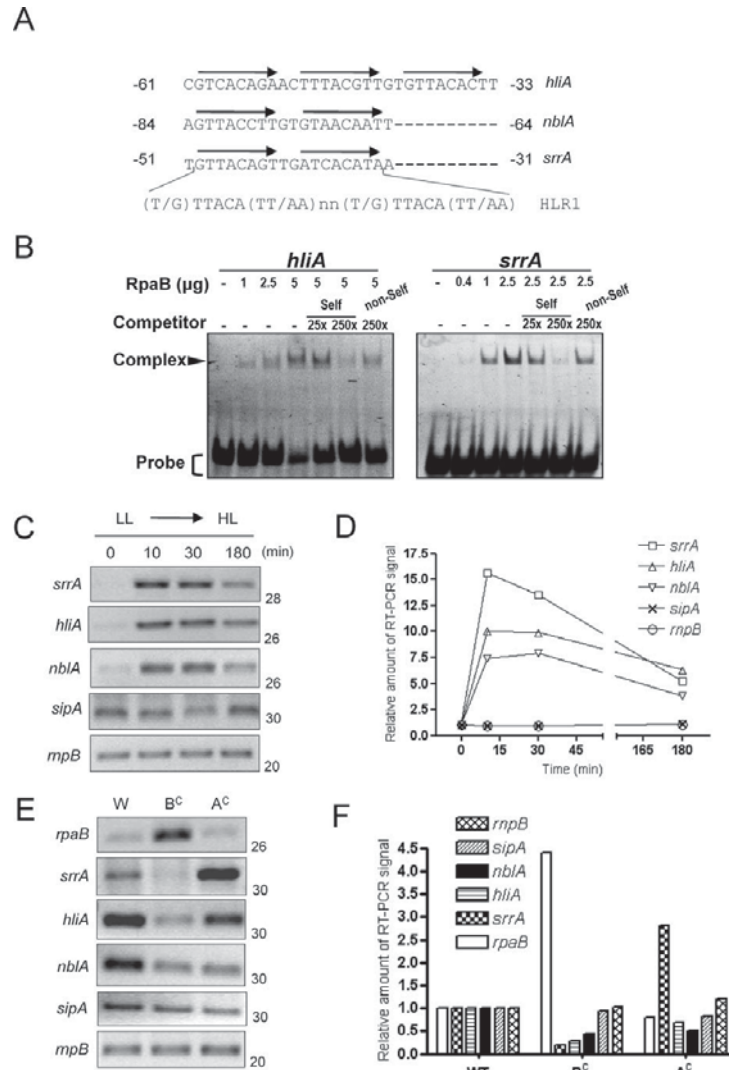 A
-61 CGTCACAGAACTTTACGTTGTGTTACACTT -33 hliA
-84 AGTTACCTTGTGTAACAATT---------- -64 nblA
-51 TGTTACAGTTGATCACATAA---------- -31 srrA
(T/G)TTACA(TT/AA)nn(T/G)TTACA(TT/AA) HLR1
B
hliA
RpaB (µg) - 1 2.5 5 5 5 5
Self non-Self
Competitor - - - - 25x 250x 250x
Complex
Probe
srrA
- 0.4 1 2.5 2.5 2.5 2.5
Self non-Self
- - - - 25x 250x 250x
C
LL HL
0 10 30 180 (min)
srrA 28
hliA 26
nblA 26
sipA 30
rnpB 20
D
Relative amount of RT-PCR signal
17.5
15.0
12.5
10.0
7.5
5.0
2.5
0.0
0 15 30 45 165 180
Time (min)
srrA
hliA
nblA
sipA
rnpB
E
W Bᶜ Aᶜ
rpaB 26
srrA 30
hliA 30
nblA 30
sipA 30
rnpB 20
F
Relative amount of RT-PCR signal
4.5
4.0
3.5
3.0
2.5
2.0
1.5
1.0
0.5
0
rnpB
sipA
nblA
hliA
srrA
rpaB
WT Bᶜ Aᶜ